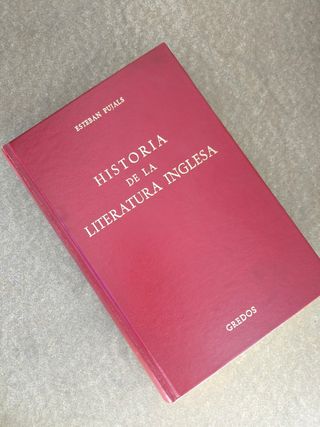 ESTEBAN PUJALS
HISTORIA
DE LA
LITERATURA INGLESA
GREDOS